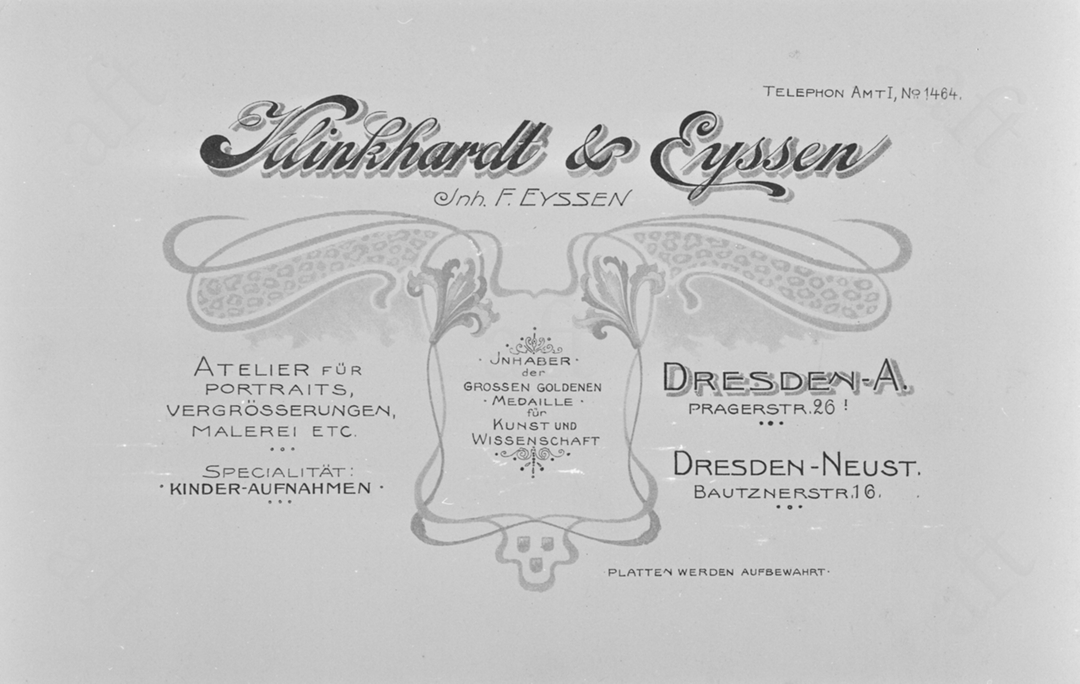 TELEPHON AMT I, No 1464.
Klinkhardt & Eyssen
Inh. F. EYSSEN
ATELIER FÜR
PORTRAITS,
VERGRÖSSERUNGEN,
MALEREI ETC.
SPECIALITÄT:
· KINDER-AUFNAHMEN ·
· INHABER ·
der
GROSSEN GOLDENEN
· MEDAILLE ·
für
KUNST UND
WISSENSCHAFT
DRESDEN-A.
PRAGERSTR. 26!
DRESDEN-NEUST.
BAUTZNERSTR. 16.
PLATTEN WERDEN AUFBEWAHRT·